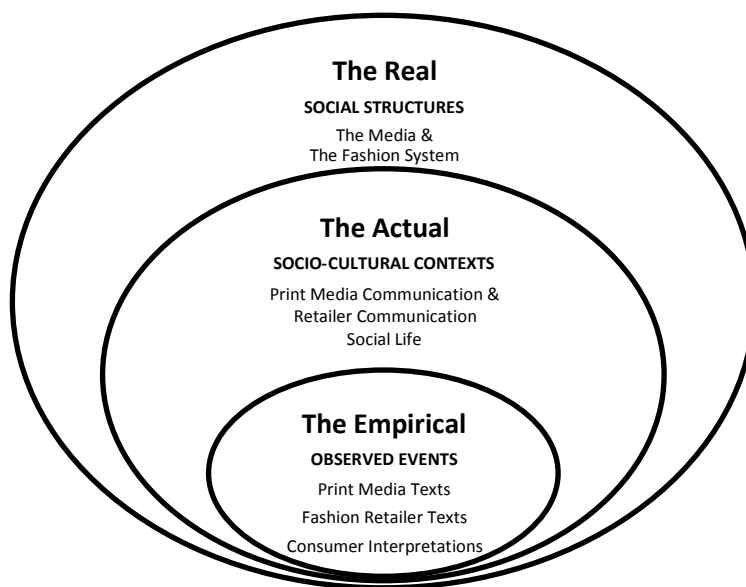 The Real
SOCIAL STRUCTURES
The Media &
The Fashion System
The Actual
SOCIO-CULTURAL CONTEXTS
Print Media Communication &
Retailer Communication
Social Life
The Empirical
OBSERVED EVENTS
Print Media Texts
Fashion Retailer Texts
Consumer Interpretations